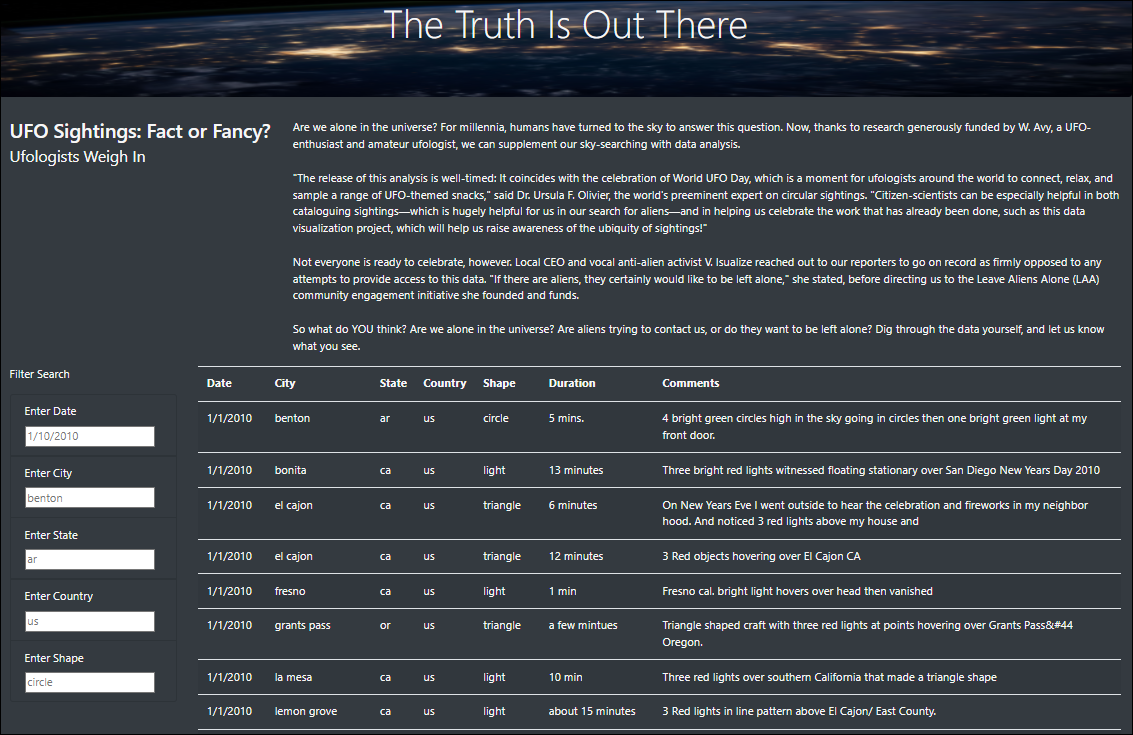 The Truth Is Out There
UFO Sightings: Fact or Fancy?
Ufologists Weigh In
Are we alone in the universe? For millennia, humans have turned to the sky to answer this question. Now, thanks to research generously funded by W. Avy, a UFO-
enthusiast and amateur ufologist, we can supplement our sky-searching with data analysis.
"The release of this analysis is well-timed: It coincides with the celebration of World UFO Day, which is a moment for ufologists around the world to connect, relax, and
sample a range of UFO-themed snacks," said Dr. Ursula F. Olivier, the world's preeminent expert on circular sightings. "Citizen-scientists can be especially helpful in both
cataloguing sightings—which is hugely helpful for us in our search for aliens—and in helping us celebrate the work that has already been done, such as this data
visualization project, which will help us raise awareness of the ubiquity of sightings!"
Not everyone is ready to celebrate, however. Local CEO and vocal anti-alien activist V. Isualize reached out to our reporters to go on record as firmly opposed to any
attempts to provide access to this data. "If there are aliens, they certainly would like to be left alone," she stated, before directing us to the Leave Aliens Alone (LAA)
community engagement initiative she founded and funds.
So what do YOU think? Are we alone in the universe? Are aliens trying to contact us, or do they want to be left alone? Dig through the data yourself, and let us know
what you see.
Filter Search
Enter Date
1/10/2010
Enter City
benton
Enter State
ar
Enter Country
us
Enter Shape
circle
Date City State Country Shape Duration Comments
1/1/2010 benton ar us circle 5 mins. 4 bright green circles high in the sky going in circles then one bright green light at my
front door.
1/1/2010 bonita ca us light 13 minutes Three bright red lights witnessed floating stationary over San Diego New Years Day 2010
1/1/2010 el cajon ca us triangle 6 minutes On New Years Eve I went outside to hear the celebration and fireworks in my neighbor
hood. And noticed 3 red lights above my house and
1/1/2010 el cajon ca us triangle 12 minutes 3 Red objects hovering over El Cajon CA
1/1/2010 fresno ca us light 1 min Fresno cal. bright light hovers over head then vanished
1/1/2010 grants pass or us triangle a few mintues Triangle shaped craft with three red lights at points hovering over Grants Pass&#44
Oregon.
1/1/2010 la mesa ca us light 10 min Three red lights over southern California that made a triangle shape
1/1/2010 lemon grove ca us light about 15 minutes 3 Red lights in line pattern above El Cajon/ East County.